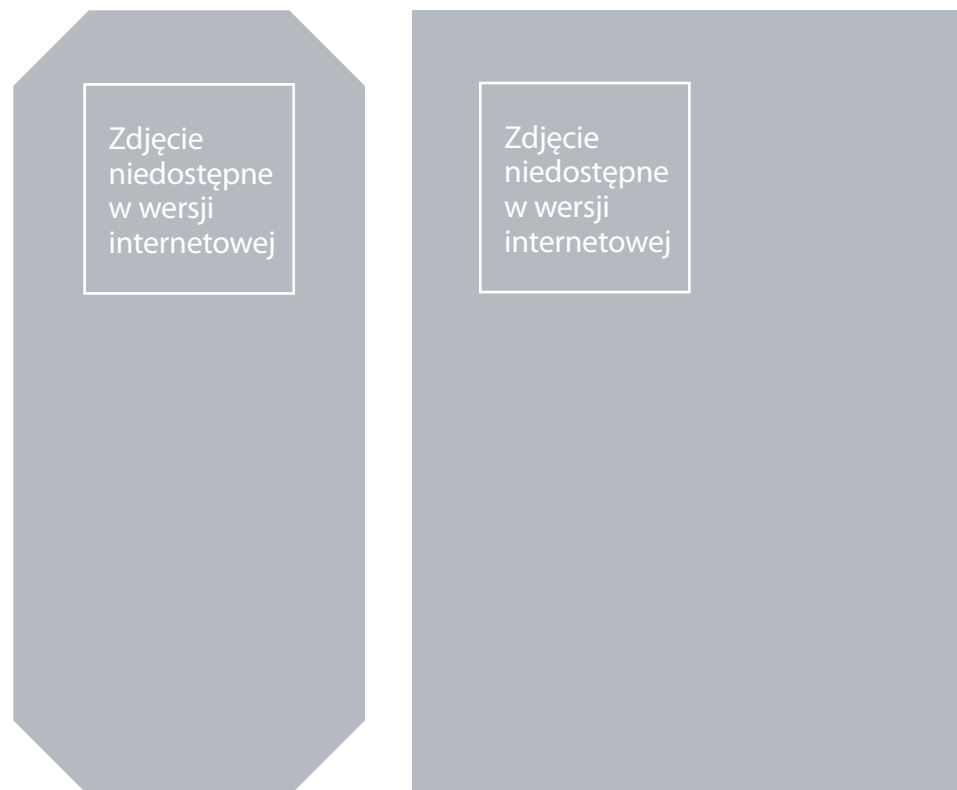 Zdjęcie
niedostępne
w wersji
internetowej
Zdjęcie
niedostępne
w wersji
internetowej